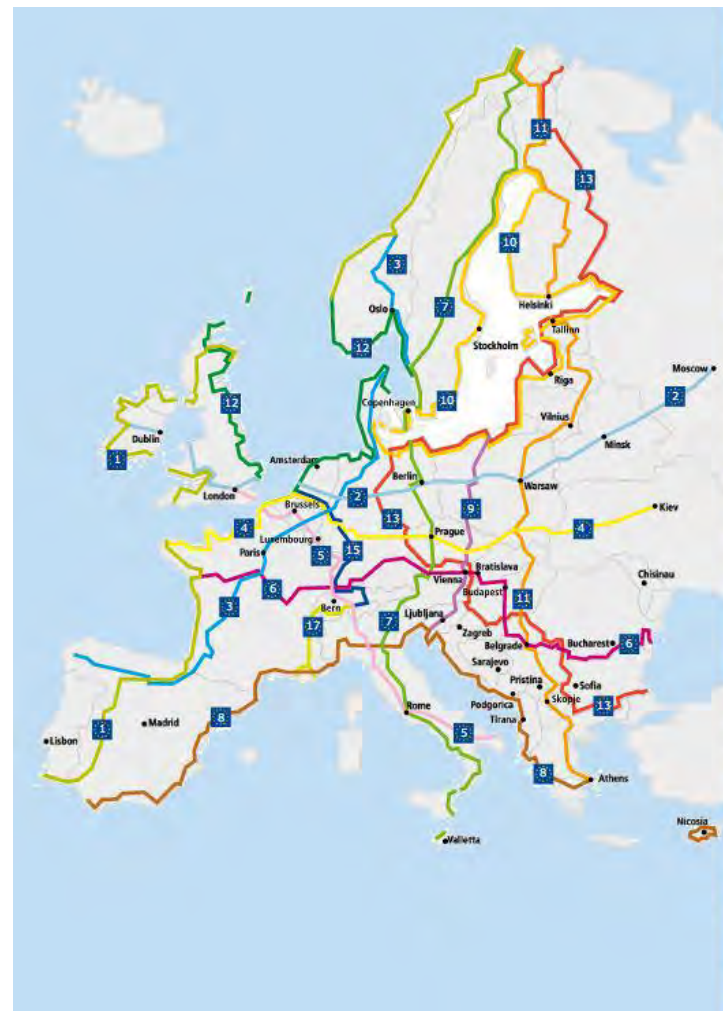 11
13
3
10
7
Oslo
Helsinki
12
Tallinn
Stockholm
Moscow
Riga
2
Copenhagen
10
12
Vilnius
Dublin
Minsk
1
Amsterdam
Berlin
Warsaw
London
2
Brussels
9
Kiev
13
4
4
Prague
Luxembourg
15
Paris
5
Bratislava
Vienna
Chisinau
6
Budapest
3
Bern
11
17
Ljubljana
7
Zagreb
Belgrade
Bucharest
6
Sarajevo
Pristina
Sofia
Podgorica
Skopje
13
Rome
1
Madrid
8
Tirana
Lisbon
5
8
Athens
Nicosia
Valletta